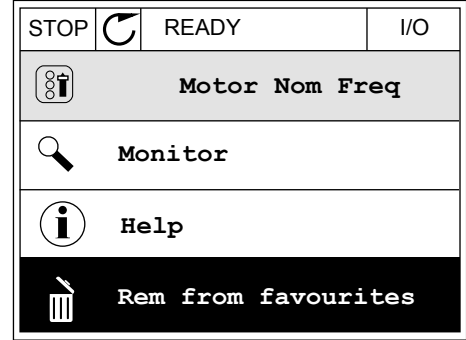 STOP READY I/O
Motor Nom Freq
Monitor
Help
Rem from favourites